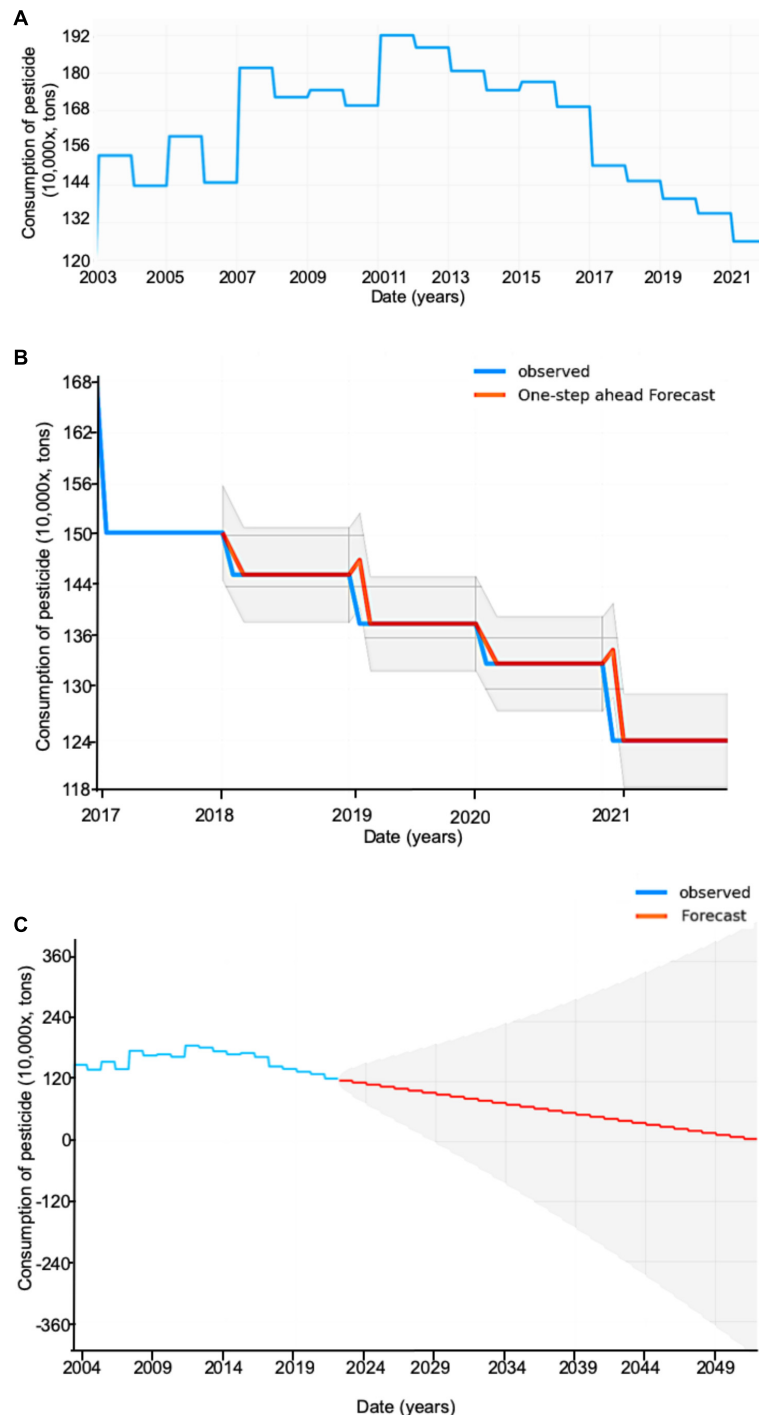 A
Consumption of pesticide
(10,000x, tons)
192
180
168
156
144
132
120
2003 2005 2007 2009 20011 2013 2015 2017 2019 2021
Date (years)
B
observed
One-step ahead Forecast
Consumption of pesticide (10,000x, tons)
168
162
156
150
144
136
130
124
118
2017 2018 2019 2020 2021
Date (years)
C
observed
Forecast
Consumption of pesticide (10,000x, tons)
360
240
120
0
-120
-240
-360
2004 2009 2014 2019 2024 2029 2034 2039 2044 2049
Date (years)